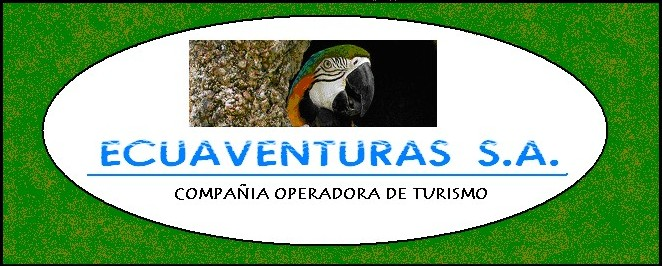 ECUAVENTURAS S.A.
COMPAÑIA OPERADORA DE TURISMO